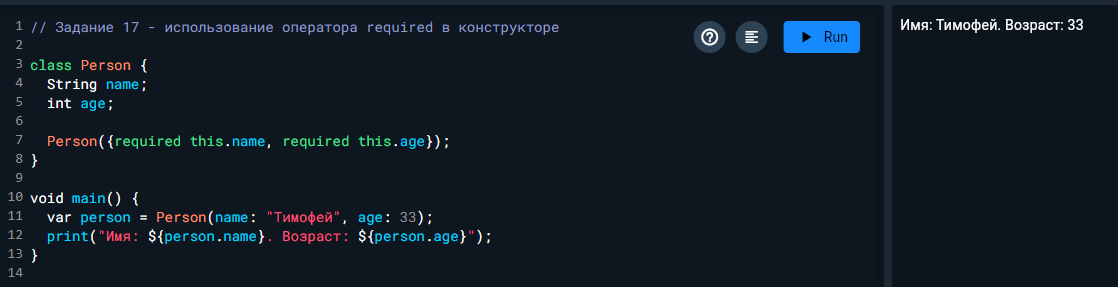 1 // Задание 17 - использование оператора required в конструкторе
2
3 class Person {
4   String name;
5   int age;
6
7   Person({required this.name, required this.age});
8 }
9
10 void main() {
11   var person = Person(name: "Тимофей", age: 33);
12   print("Имя: ${person.name}. Возраст: ${person.age}");
13 }
14
Run
Имя: Тимофей. Возраст: 33